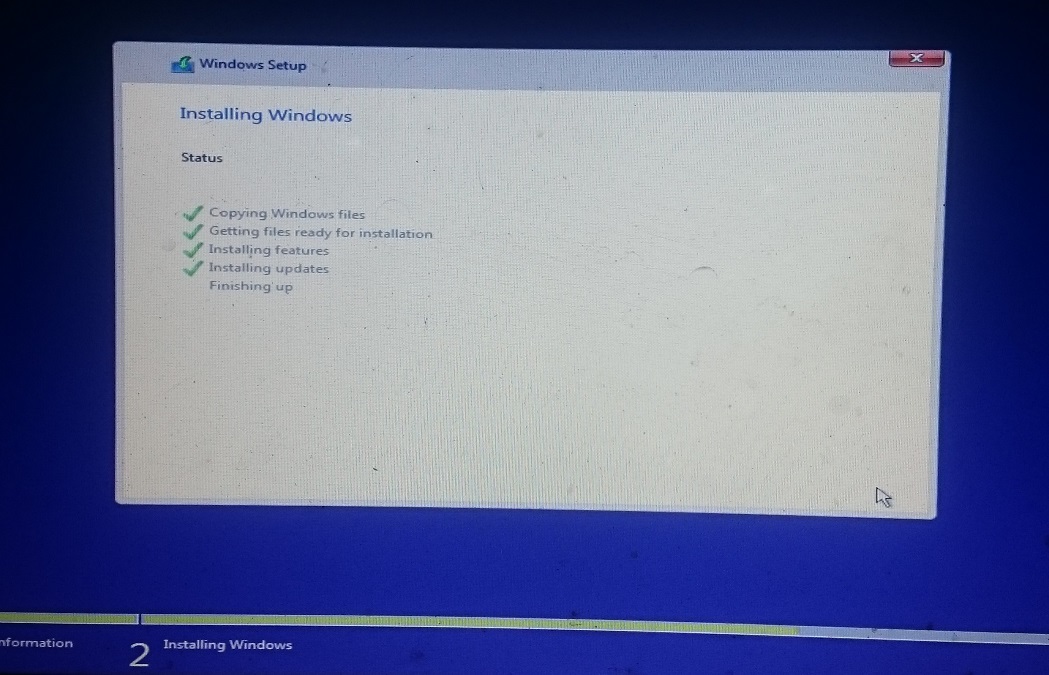 Windows Setup
Installing Windows
Status
Copying Windows files
Getting files ready for installation
Installing features
Installing updates
Finishing up
nformation
2 Installing Windows